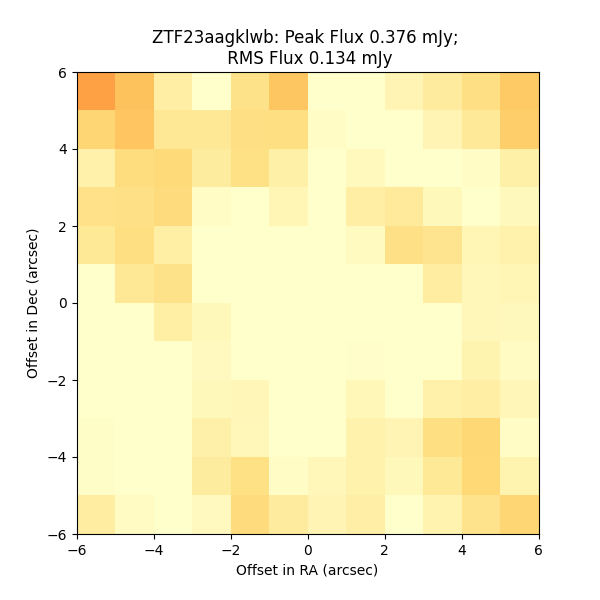 ZTF23aagklwb: Peak Flux 0.376 mJy;
RMS Flux 0.134 mJy
6
4
2
0
−2
−4
−6
Offset in Dec (arcsec)
−6 −4 −2 0 2 4 6
Offset in RA (arcsec)